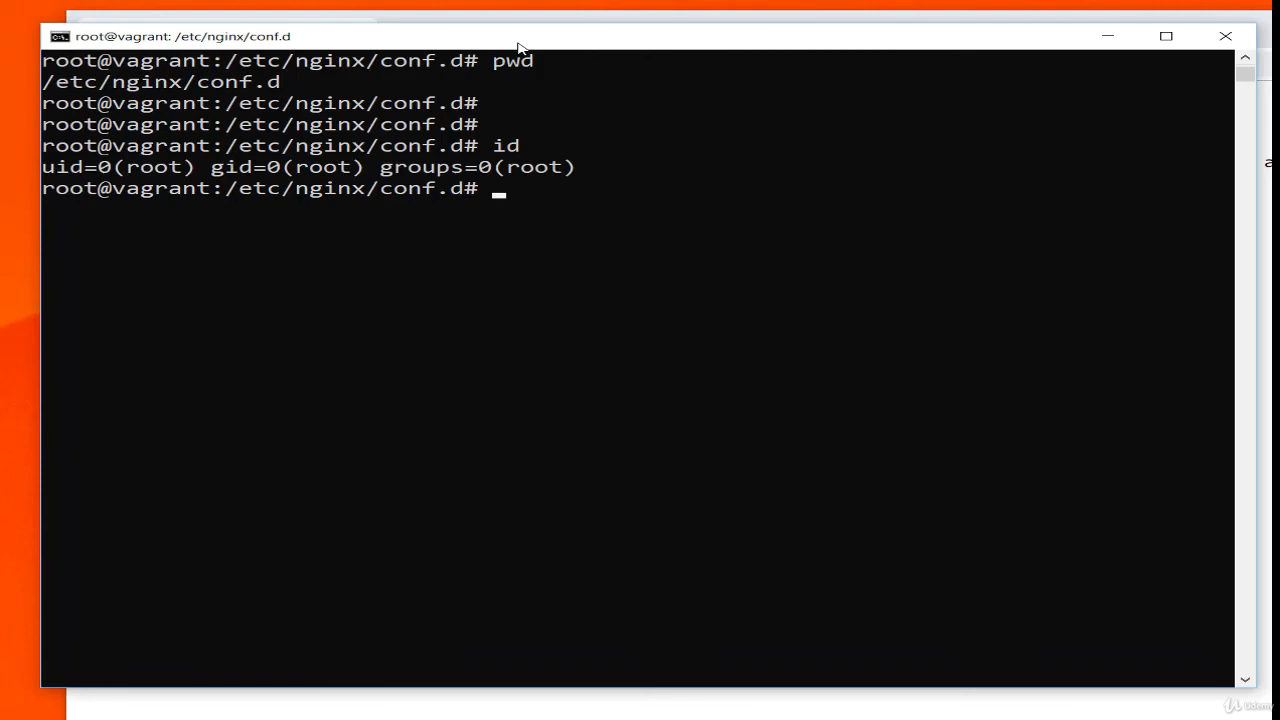 root@vagrant: /etc/nginx/conf.d
root@vagrant:/etc/nginx/conf.d# pwd
/etc/nginx/conf.d
root@vagrant:/etc/nginx/conf.d#
root@vagrant:/etc/nginx/conf.d#
root@vagrant:/etc/nginx/conf.d# id
uid=0(root) gid=0(root) groups=0(root)
root@vagrant:/etc/nginx/conf.d#
Udemy